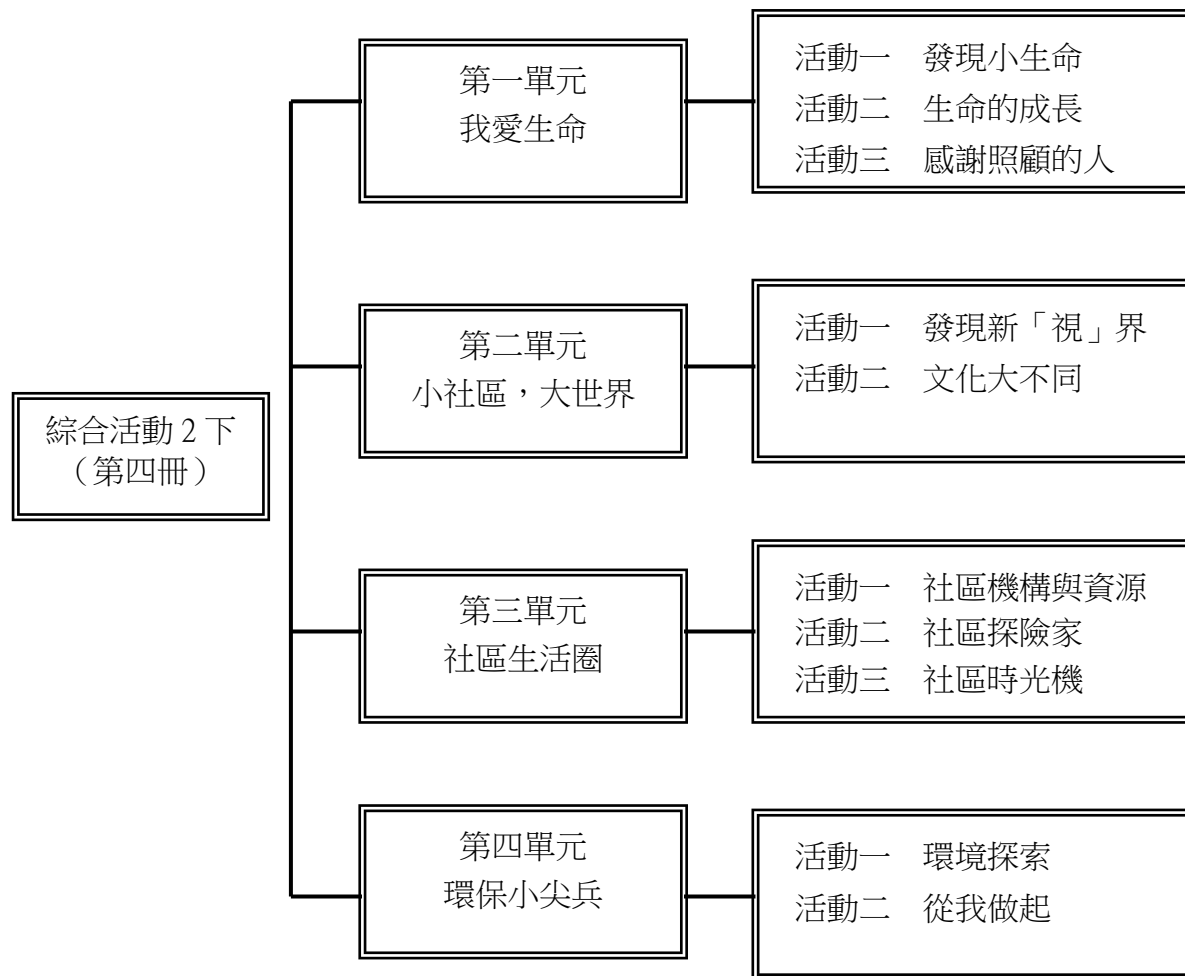 綜合活動2下
（第四冊）
第一單元
我愛生命
活動一　發現小生命
活動二　生命的成長
活動三　感謝照顧的人
第二單元
小社區，大世界
活動一　發現新「視」界
活動二　文化大不同
第三單元
社區生活圈
活動一　社區機構與資源
活動二　社區探險家
活動三　社區時光機
第四單元
環保小尖兵
活動一　環境探索
活動二　從我做起